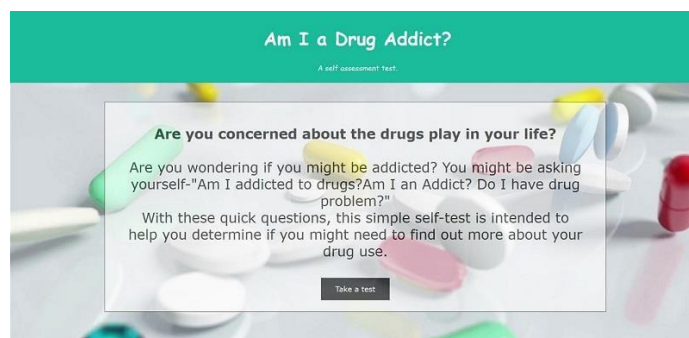 Am I a Drug Addict?
A self assessment test.
Are you concerned about the drugs play in your life?
Are you wondering if you might be addicted? You might be asking
yourself-"Am I addicted to drugs?Am I an Addict? Do I have drug
problem?"
With these quick questions, this simple self-test is intended to
help you determine if you might need to find out more about your
drug use.
Take a test